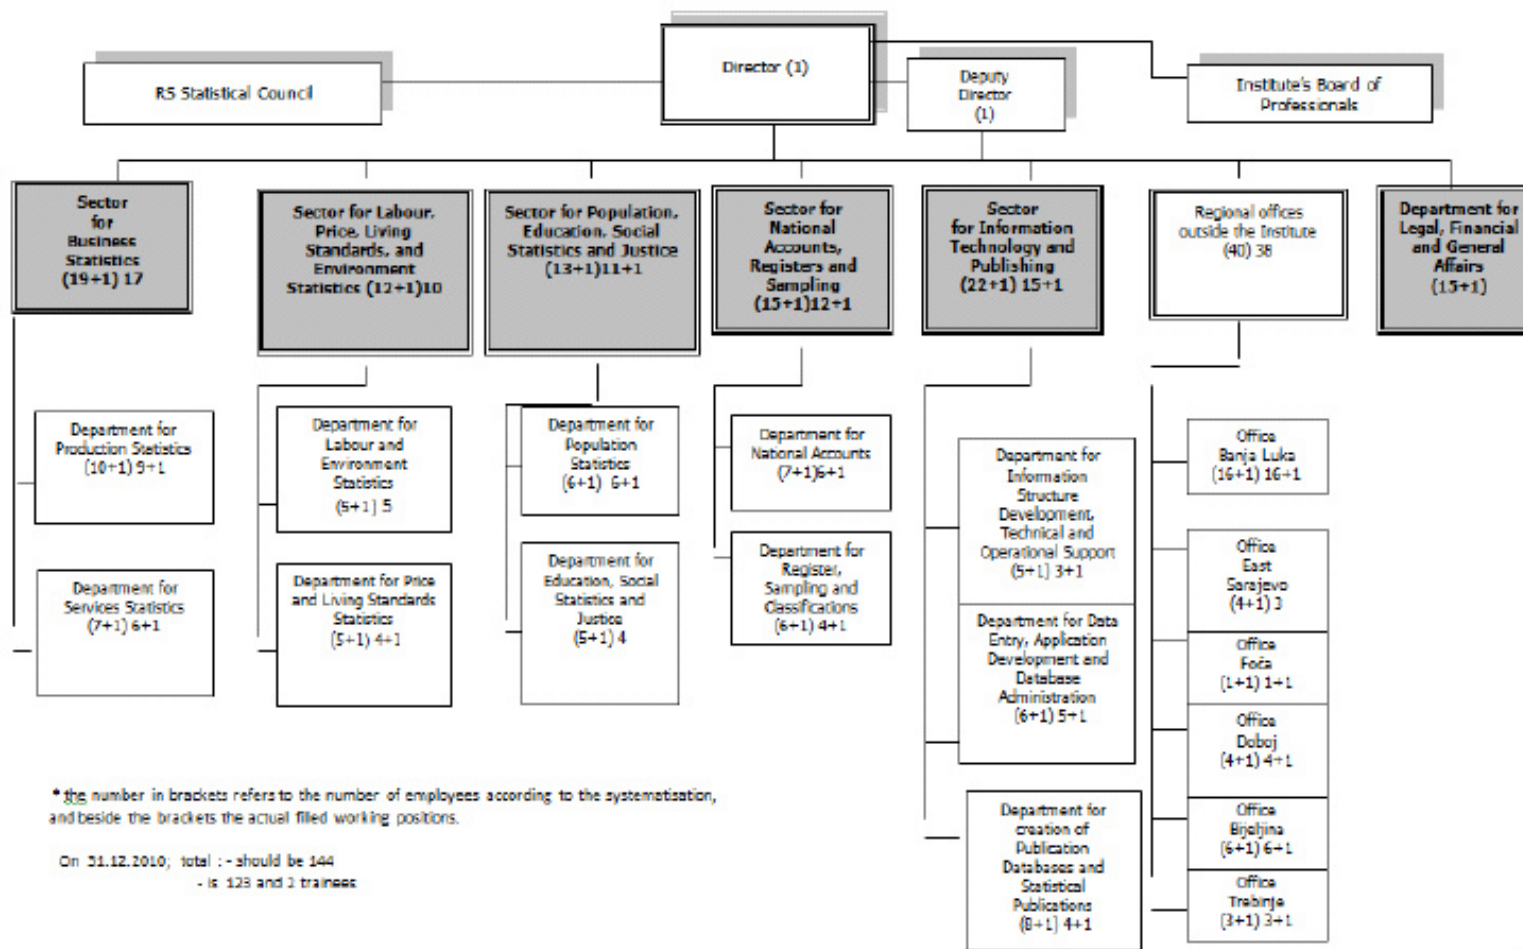 Director (1)
RS Statistical Council
Deputy
Director
(1)
Institute's Board of
Professionals
Sector
for
Business
Statistics
(19+1) 17
Sector for Labour,
Price, Living
Standards, and
Environment
Statistics (12+1)10
Sector for Population,
Education, Social
Statistics and Justice
(13+1)11+1
Sector for
National
Accounts,
Registers and
Sampling
(15+1)12+1
Sector
for Information
Technology and
Publishing
(22+1) 15+1
Regional offices
outside the Institute
(40) 38
Department for
Legal, Financial
and General
Affairs
(15+1)
Department for
Production Statistics
(10+1) 9+1
Department for
Services Statistics
(7+1) 6+1
Department for
Labour and
Environment
Statistics
(5+1) 5
Department for Price
and Living Standards
Statistics
(5+1) 4+1
Department for
Population
Statistics
(6+1) 6+1
Department for
Education, Social
Statistics and
Justice
(5+1) 4
Department for
National Accounts
(7+1)6+1
Department for
Register,
Sampling and
Classifications
(6+1) 4+1
Department for
Information
Structure
Development,
Technical and
Operational Support
(5+1) 3+1
Department for Data
Entry, Application
Development and
Database
Administration
(6+1) 5+1
Department for
creation of
Publication
Databases and
Statistical
Publications
(8+1) 4+1
Office
Banja Luka
(16+1) 16+1
Office
East
Sarajevo
(4+1) 3
Office
Foča
(1+1) 1+1
Office
Doboj
(4+1) 4+1
Office
Bijeljina
(6+1) 6+1
Office
Trebinje
(3+1) 3+1
* the number in brackets refers to the number of employees according to the systematisation,
and beside the brackets the actual filled working positions.
On 31.12.2010; total : - should be 144
- is 123 and 2 trainees